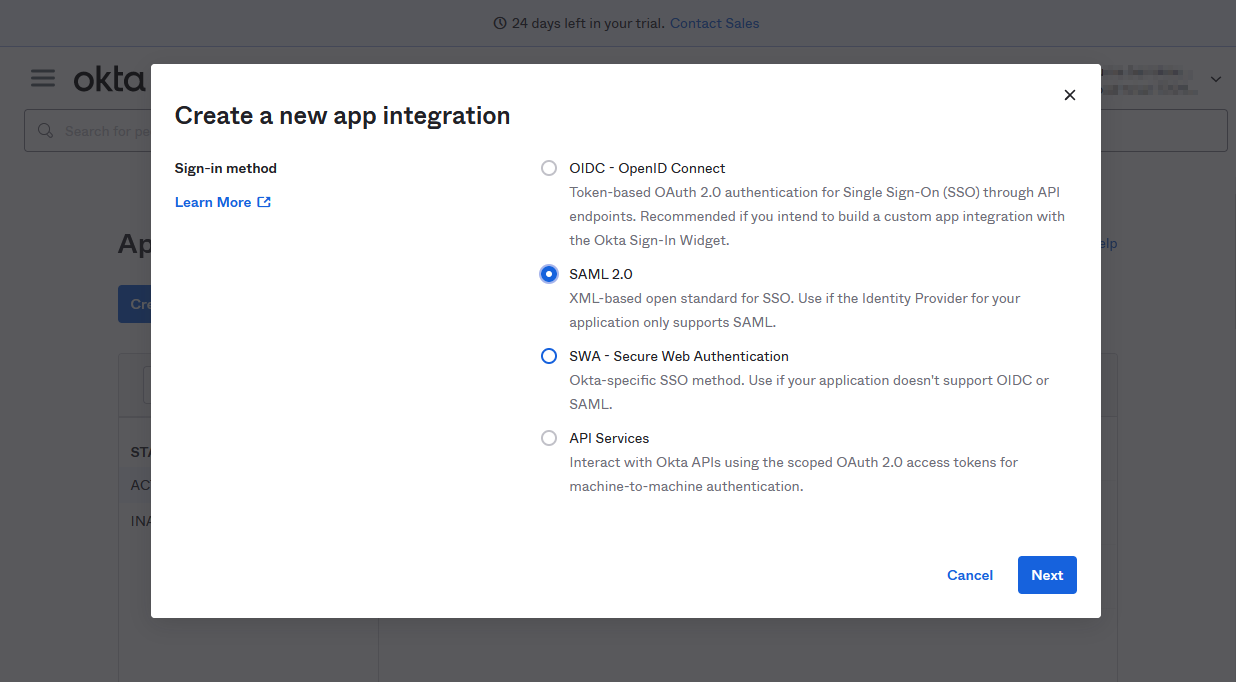 24 days left in your trial. Contact Sales
okta
Search for pe
Create a new app integration
Sign-in method
Learn More
OIDC - OpenID Connect
Token-based OAuth 2.0 authentication for Single Sign-On (SSO) through API
endpoints. Recommended if you intend to build a custom app integration with
the Okta Sign-In Widget.
SAML 2.0
XML-based open standard for SSO. Use if the Identity Provider for your
application only supports SAML.
SWA - Secure Web Authentication
Okta-specific SSO method. Use if your application doesn't support OIDC or
SAML.
API Services
Interact with Okta APIs using the scoped OAuth 2.0 access tokens for
machine-to-machine authentication.
Cancel
Next
Ap
elp
Cre
STA
ACT
INA